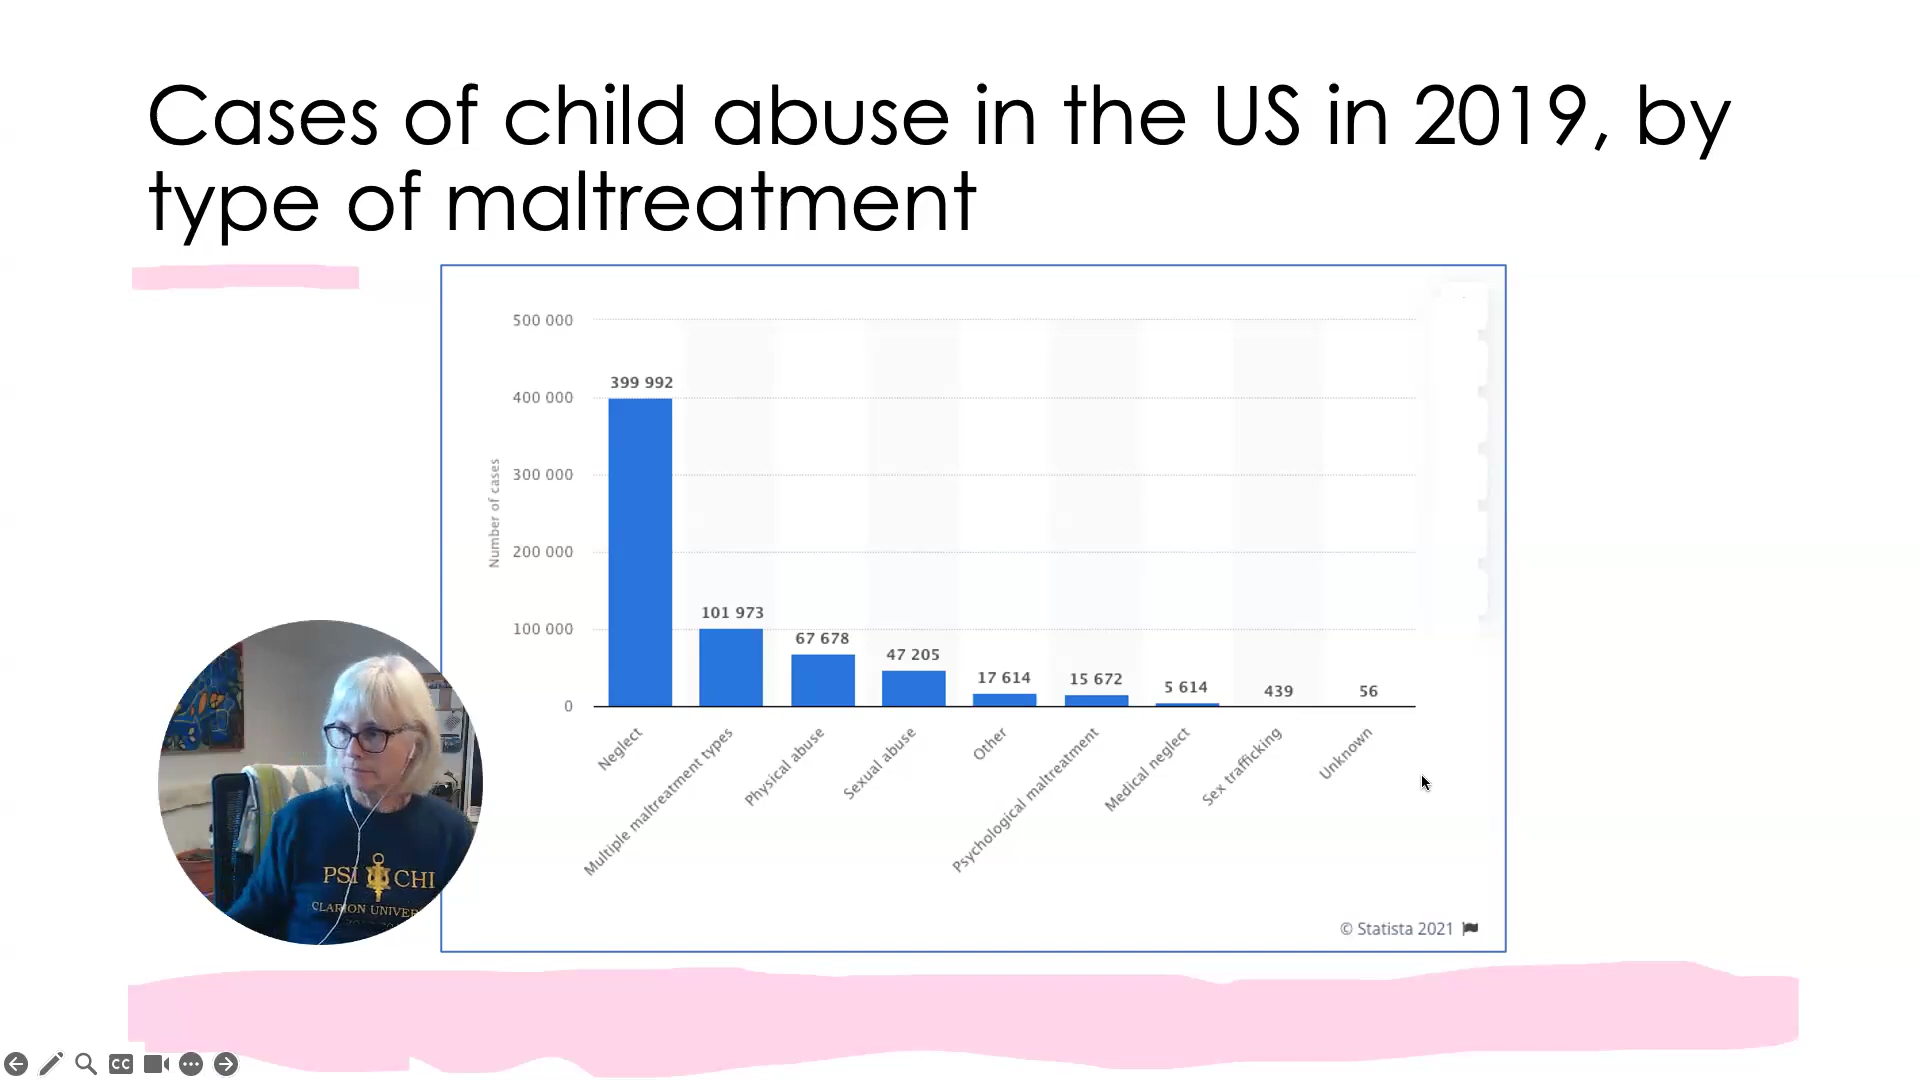 Cases of child abuse in the US in 2019, by
type of maltreatment
500 000
400 000
300 000
200 000
100 000
0
Number of cases
399 992
101 973
67 678
47 205
17 614
15 672
5 614
439
56
Neglect
Multiple maltreatment types
Physical abuse
Sexual abuse
Other
Psychological maltreatment
Medical neglect
Sex trafficking
Unknown
© Statista 2021
PSI CHI
CLARION UNIVER
CC